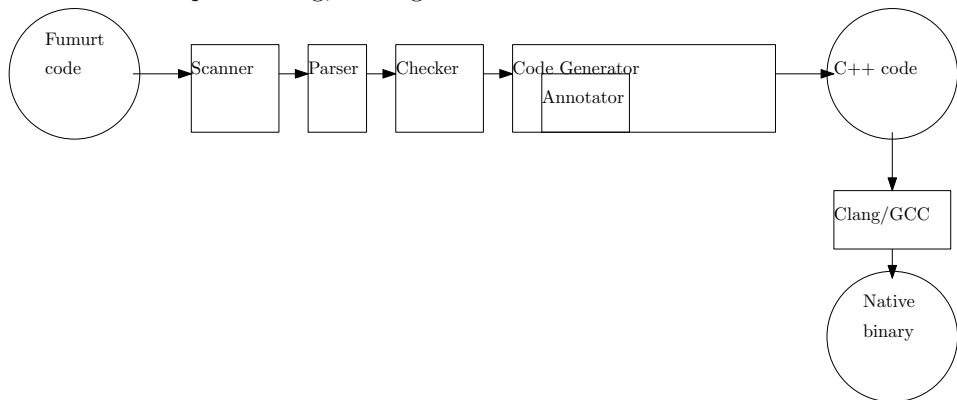 Fumurt
code
Scanner
Parser
Checker
Code Generator
Annotator
C++ code
Clang/GCC
Native
binary